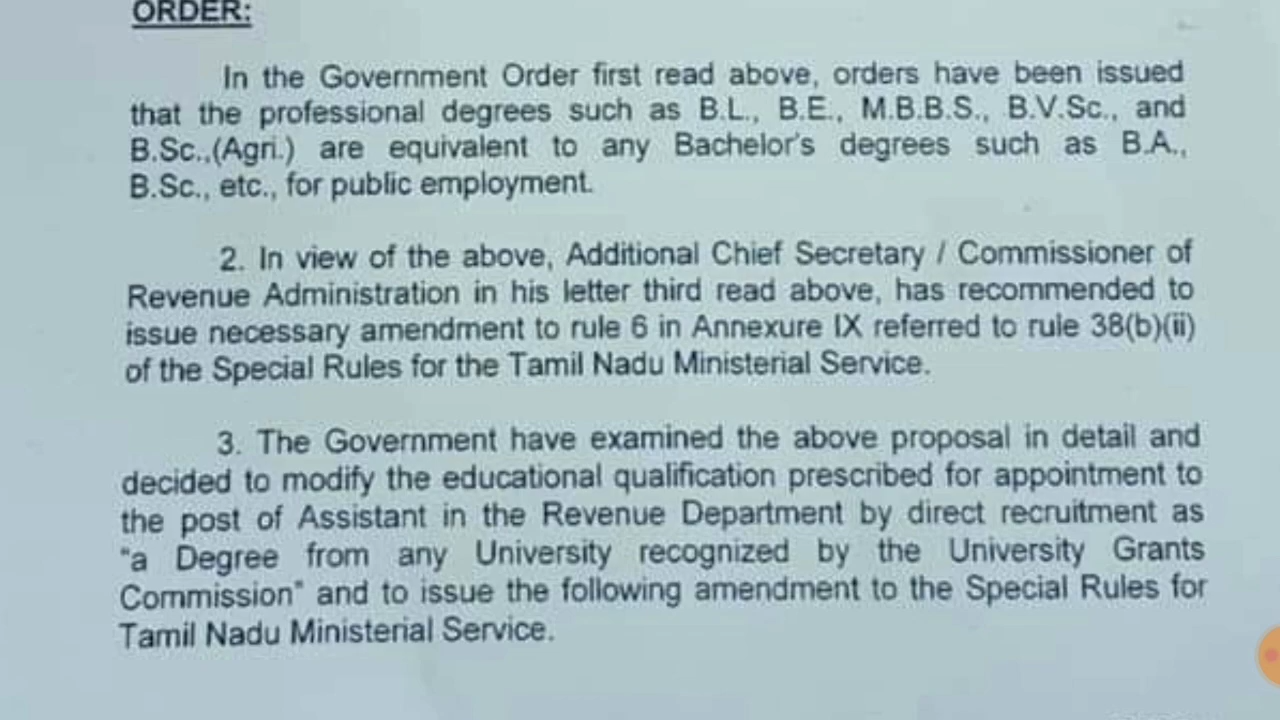 ORDER:
In the Government Order first read above, orders have been issued
that the professional degrees such as B.L., B.E., M.B.B.S., B.V.Sc., and
B.Sc.,(Agri.) are equivalent to any Bachelor's degrees such as B.A.,
B.Sc., etc., for public employment.
2. In view of the above, Additional Chief Secretary / Commissioner of
Revenue Administration in his letter third read above, has recommended to
issue necessary amendment to rule 6 in Annexure IX referred to rule 38(b)(ii)
of the Special Rules for the Tamil Nadu Ministerial Service.
3. The Government have examined the above proposal in detail and
decided to modify the educational qualification prescribed for appointment to
the post of Assistant in the Revenue Department by direct recruitment as
"a Degree from any University recognized by the University Grants
Commission" and to issue the following amendment to the Special Rules for
Tamil Nadu Ministerial Service.